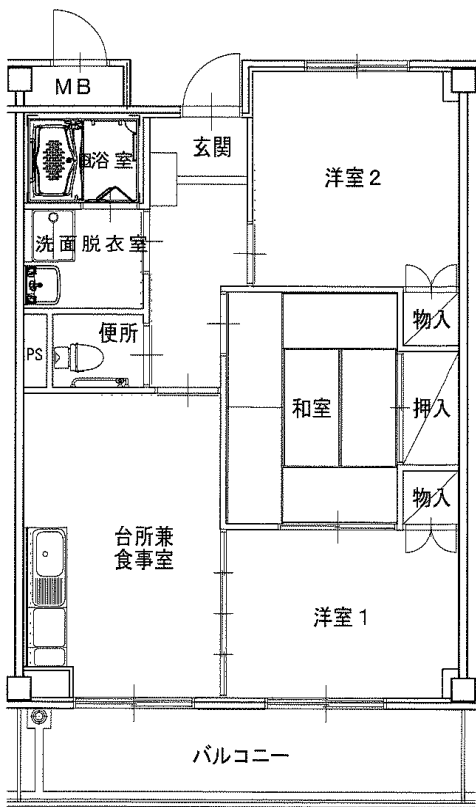 MB
玄関
浴室
洋室2
洗面脱衣室
物入
便所
PS
和室
押入
物入
台所兼
食事室
洋室1
バルコニー